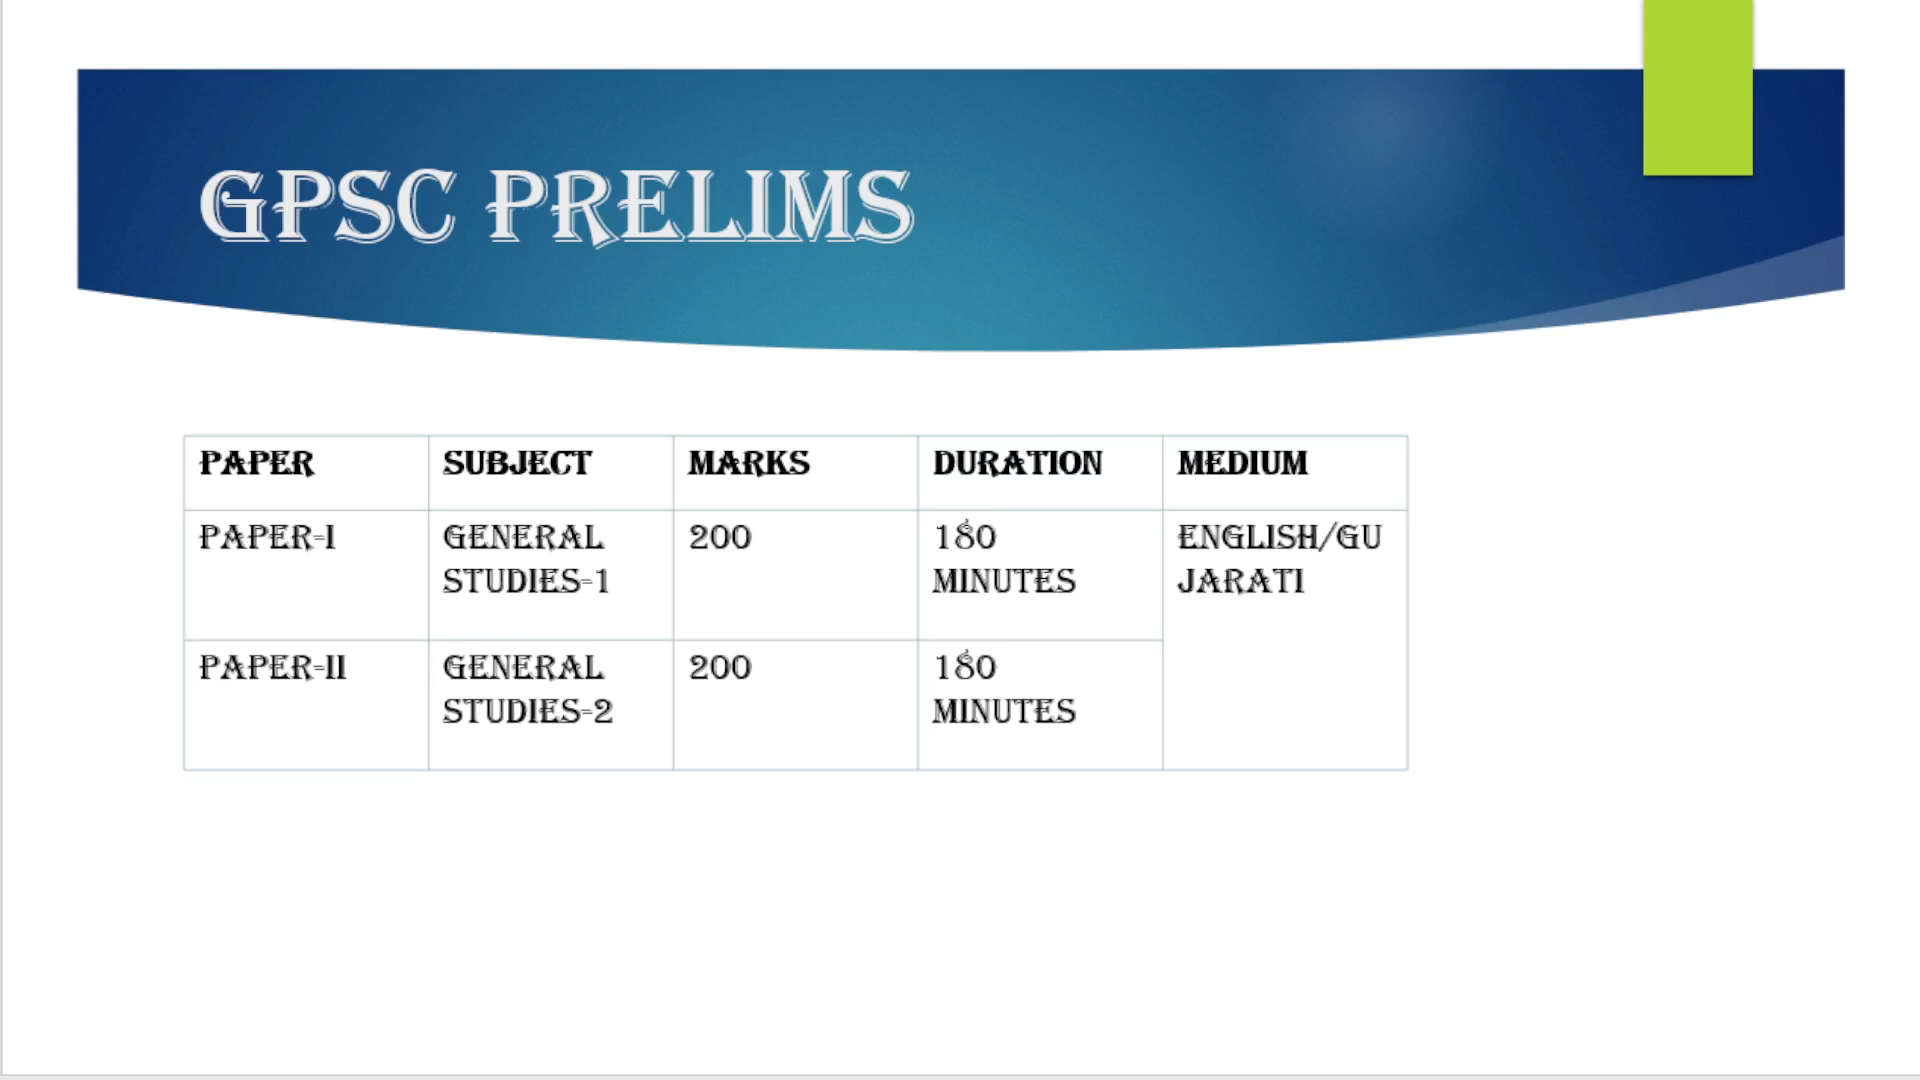 GPSC PRELIMS
PAPER SUBJECT MARKS DURATION MEDIUM
PAPER-I GENERAL 200 180 ENGLISH/GU
STUDIES-1 MINUTES JARATI
PAPER-II GENERAL 200 180
STUDIES-2 MINUTES